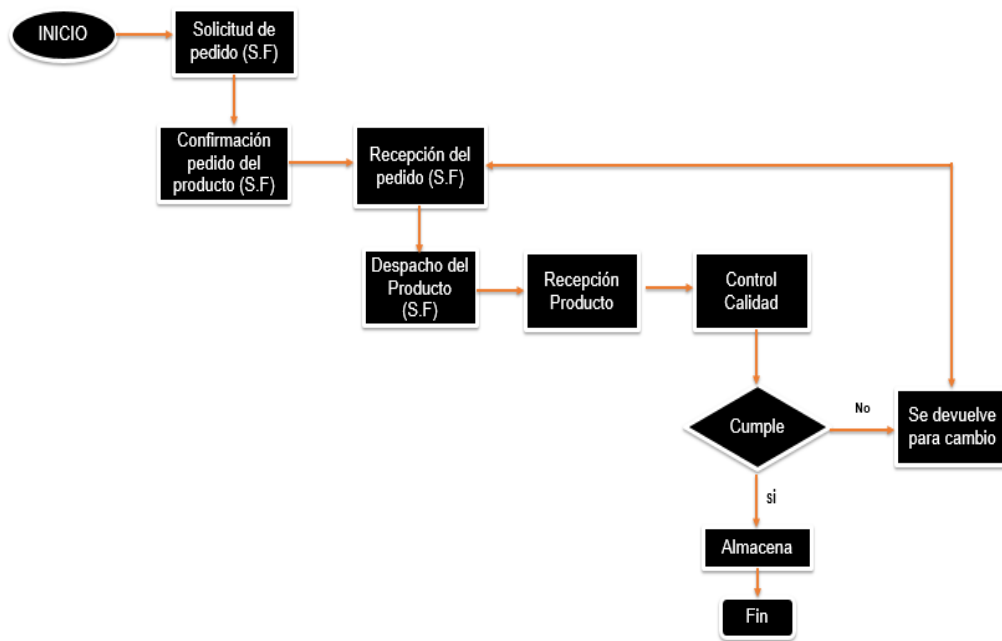 INICIO
Solicitud de
pedido (S.F)
Confirmación
pedido del
producto (S.F)
Recepción del
pedido (S.F)
Despacho del
Producto
(S.F)
Recepción
Producto
Control
Calidad
Cumple
No
Se devuelve
para cambio
si
Almacena
Fin